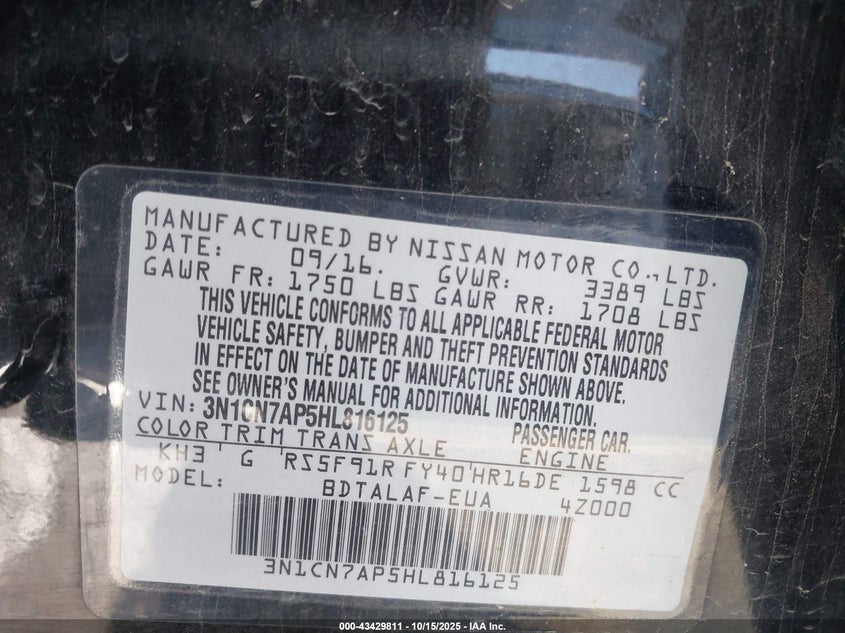 MANUFACTURED BY NISSAN MOTOR CO., LTD.
DATE: 09/16. GVWR: 3389 LBS
GAWR FR: 1750 LBS GAWR RR: 1708 LBS
THIS VEHICLE CONFORMS TO ALL APPLICABLE FEDERAL MOTOR
VEHICLE SAFETY, BUMPER AND THEFT PREVENTION STANDARDS
IN EFFECT ON THE DATE OF MANUFACTURE SHOWN ABOVE.
SEE OWNER'S MANUAL FOR ADDITIONAL INFORMATION.
VIN: 3N1CN7AP5HL816125 PASSENGER CAR.
COLOR TRIM TRANS AXLE ENGINE
KH3 G RS5F91R FY40 HR16DE 1598 CC
MODEL: BDTALAF-EUA 4Z000
3N1CN7AP5HL816125
000-43429811 - 10/15/2025 - IAA Inc.